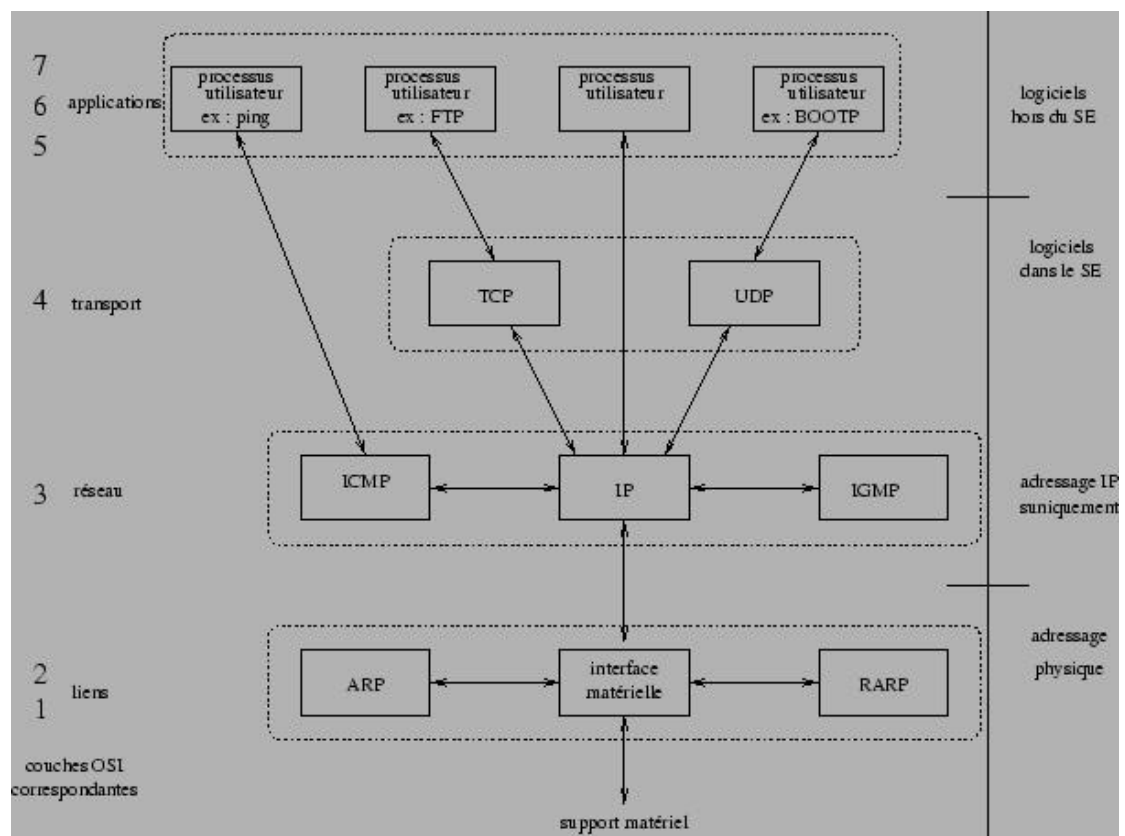 7
6
5
applications
processus
utilisateur
ex : ping
processus
utilisateur
ex : FTP
processus
utilisateur
processus
utilisateur
ex : BOOTP
logiciels
hors du SE
4
transport
TCP
UDP
logiciels
dans le SE
3
réseau
ICMP
IP
IGMP
adressage IP
suniquement
2
1
liens
ARP
interface
matérielle
RARP
adressage
physique
couches OSI
correspondantes
support matériel